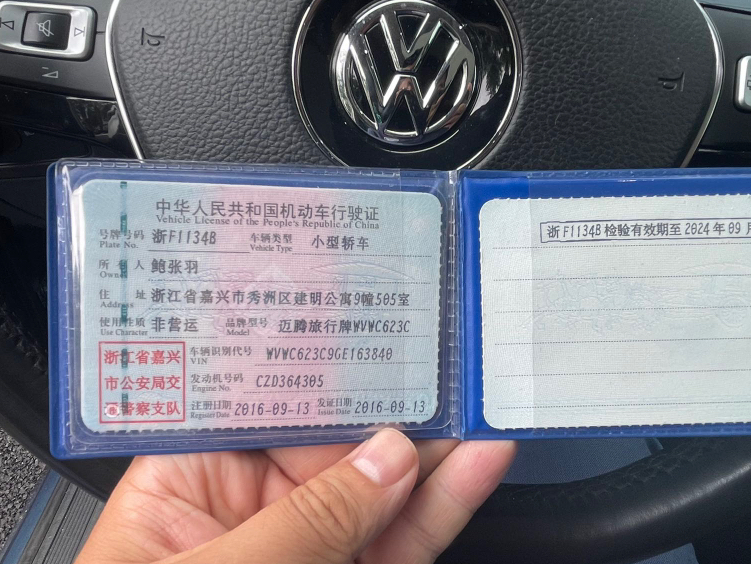 中华人民共和国机动车行驶证
Vehicle License of the People's Republic of China
号牌号码 浙F1134B 车辆类型 小型轿车
Plate No. Vehicle Type
所有人 鲍张羽
Owner
住址 浙江省嘉兴市秀洲区建明公寓9幢505室
Address
使用性质 非营运 品牌型号 迈腾旅行牌WVWC623C
Use Character Model
浙江省嘉兴
市公安局交
警察支队
车辆识别代号 WVWC623C9GE163840
VIN
发动机号码 CZD364305
Engine No.
注册日期 2016-09-13 发证日期 2016-09-13
Register Date Issue Date
浙F1134B 检验有效期至 2024 年 09 月